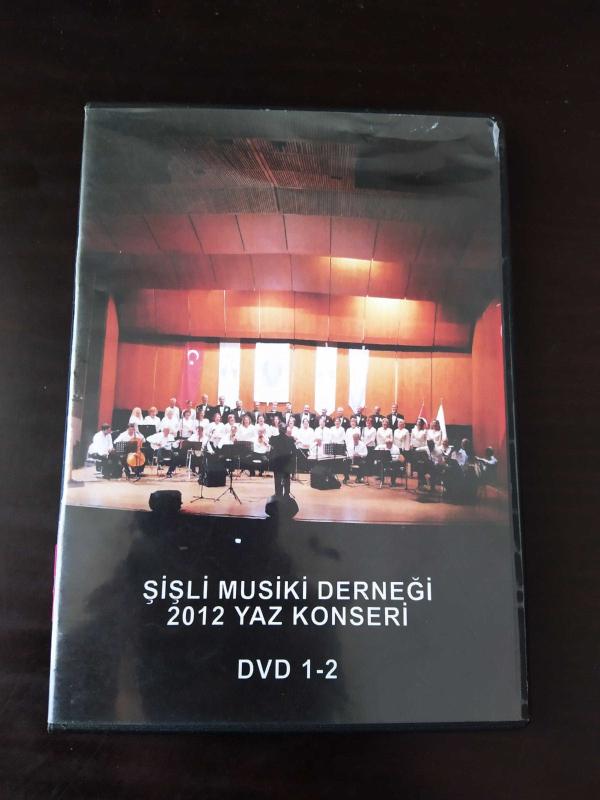 ŞİŞLİ MUSİKİ DERNEĞİ
2012 YAZ KONSERİ
DVD 1-2